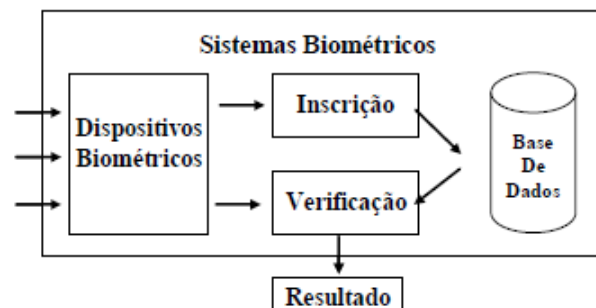 Sistemas Biométricos
Dispositivos
Biométricos
Inscrição
Verificação
Base
De
Dados
Resultado